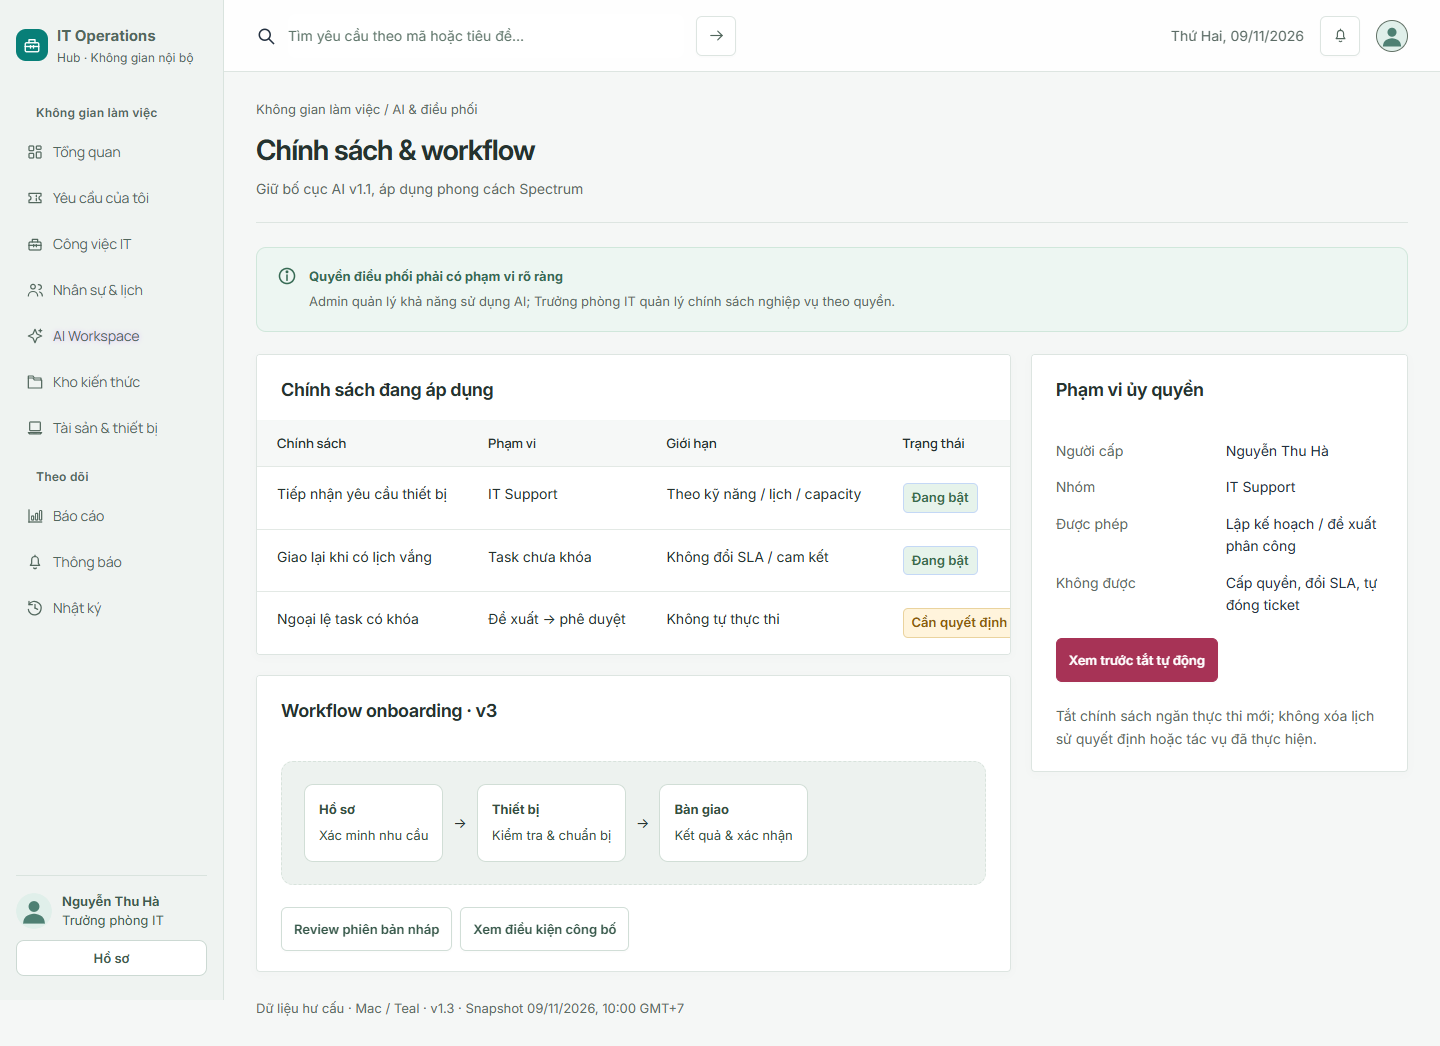 IT Operations
Hub · Không gian nội bộ
Không gian làm việc
Tổng quan
Yêu cầu của tôi
Công việc IT
Nhân sự & lịch
AI Workspace
Kho kiến thức
Tài sản & thiết bị
Theo dõi
Báo cáo
Thông báo
Nhật ký
Nguyễn Thu Hà
Trưởng phòng IT
Hồ sơ
Tìm yêu cầu theo mã hoặc tiêu đề...
Thứ Hai, 09/11/2026
Không gian làm việc / AI & điều phối
Chính sách & workflow
Giữ bố cục AI v1.1, áp dụng phong cách Spectrum
Quyền điều phối phải có phạm vi rõ ràng
Admin quản lý khả năng sử dụng AI; Trưởng phòng IT quản lý chính sách nghiệp vụ theo quyền.
Chính sách đang áp dụng
Chính sách Phạm vi Giới hạn Trạng thái
Tiếp nhận yêu cầu thiết bị IT Support Theo kỹ năng / lịch / capacity Đang bật
Giao lại khi có lịch vắng Task chưa khóa Không đổi SLA / cam kết Đang bật
Ngoại lệ task có khóa Đề xuất → phê duyệt Không tự thực thi Cần quyết định
Workflow onboarding · v3
Hồ sơ
Xác minh nhu cầu
→
Thiết bị
Kiểm tra & chuẩn bị
→
Bàn giao
Kết quả & xác nhận
Review phiên bản nháp
Xem điều kiện công bố
Phạm vi ủy quyền
Người cấp Nguyễn Thu Hà
Nhóm IT Support
Được phép Lập kế hoạch / đề xuất
phân công
Không được Cấp quyền, đổi SLA, tự
đóng ticket
Xem trước tắt tự động
Tắt chính sách ngăn thực thi mới; không xóa lịch
sử quyết định hoặc tác vụ đã thực hiện.
Dữ liệu hư cấu · Mac / Teal · v1.3 · Snapshot 09/11/2026, 10:00 GMT+7